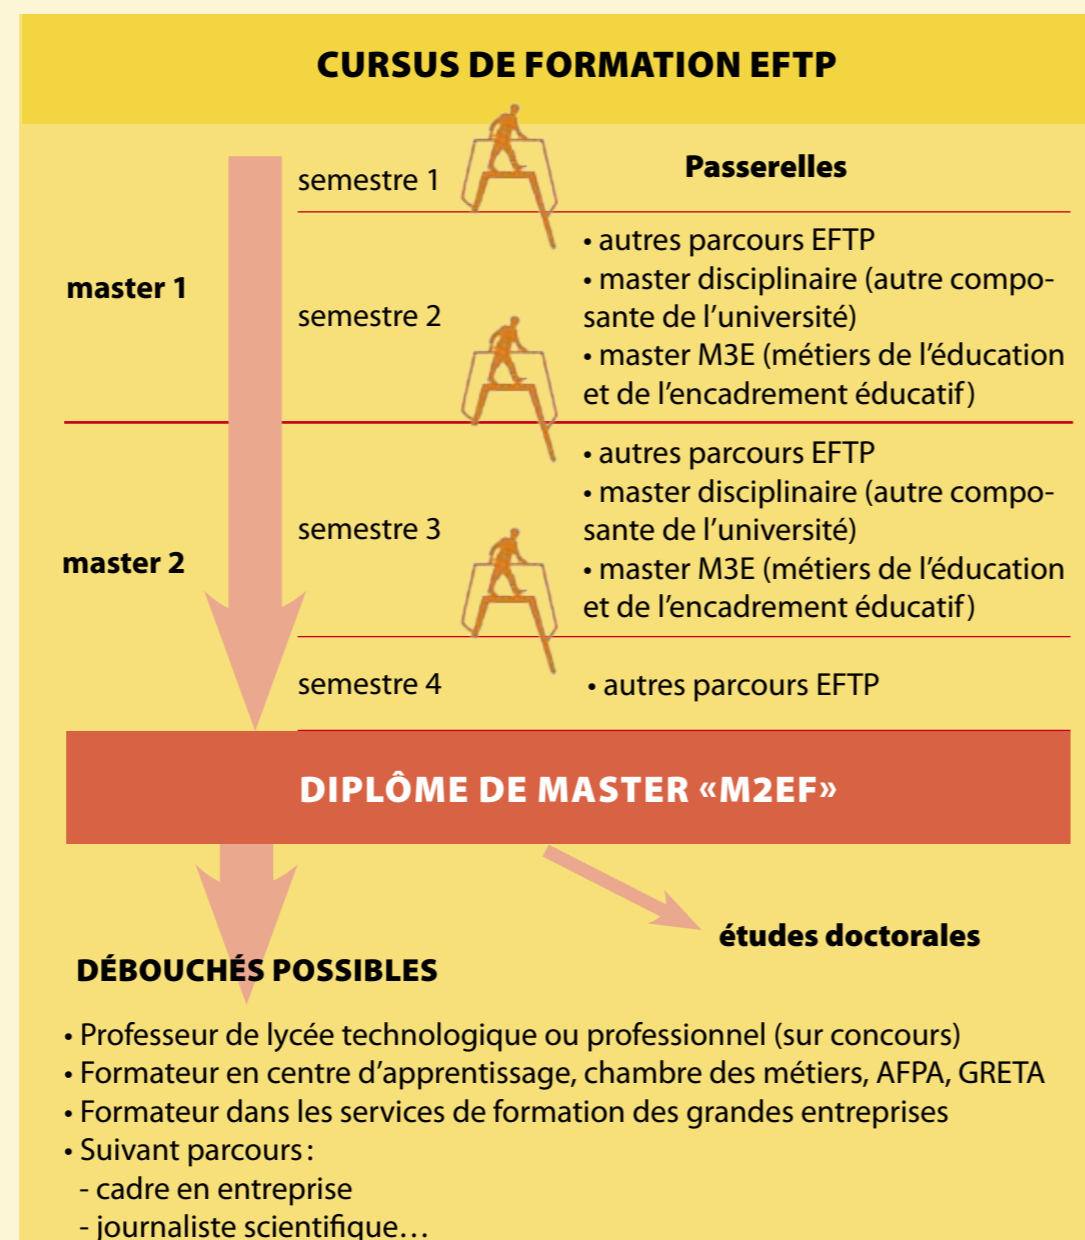 CURSUS DE FORMATION EFTP
semestre 1
Passerelles
master 1
semestre 2
• autres parcours EFTP
• master disciplinaire (autre compo-
sante de l’université)
• master M3E (métiers de l’éducation
et de l’encadrement éducatif)
master 2
semestre 3
• autres parcours EFTP
• master disciplinaire (autre compo-
sante de l’université)
• master M3E (métiers de l’éducation
et de l’encadrement éducatif)
semestre 4
• autres parcours EFTP
DIPLÔME DE MASTER «M2EF»
études doctorales
DÉBOUCHÉS POSSIBLES
• Professeur de lycée technologique ou professionnel (sur concours)
• Formateur en centre d’apprentissage, chambre des métiers, AFPA, GRETA
• Formateur dans les services de formation des grandes entreprises
• Suivant parcours :
- cadre en entreprise
- journaliste scientifique…